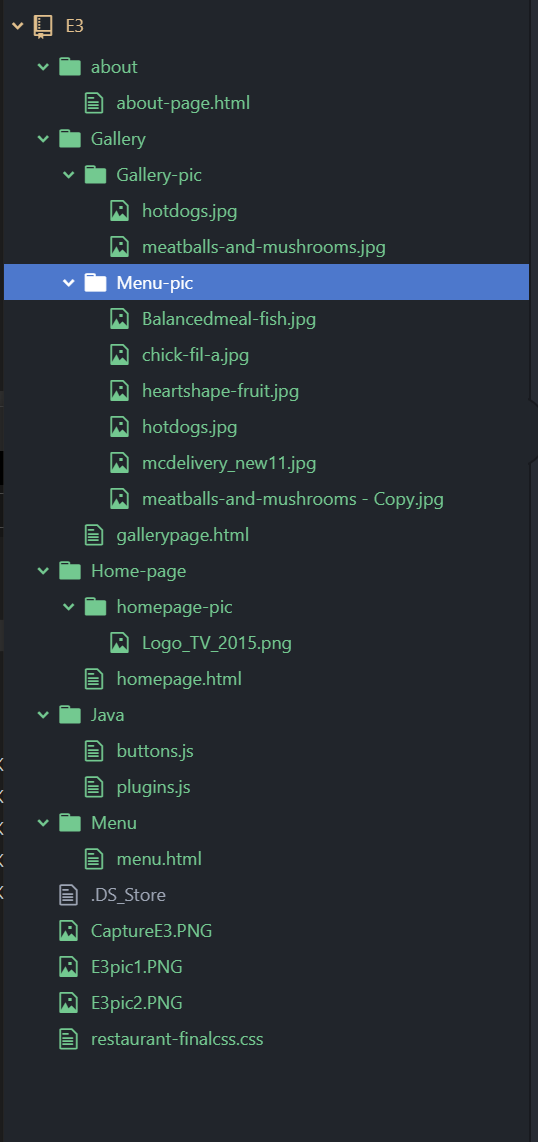 E3
about
about-page.html
Gallery
Gallery-pic
hotdogs.jpg
meatballs-and-mushrooms.jpg
Menu-pic
Balancedmeal-fish.jpg
chick-fil-a.jpg
heartshape-fruit.jpg
hotdogs.jpg
mcdelivery_new11.jpg
meatballs-and-mushrooms - Copy.jpg
gallerypage.html
Home-page
homepage-pic
Logo_TV_2015.png
homepage.html
Java
buttons.js
plugins.js
Menu
menu.html
.DS_Store
CaptureE3.PNG
E3pic1.PNG
E3pic2.PNG
restaurant-finalcss.css